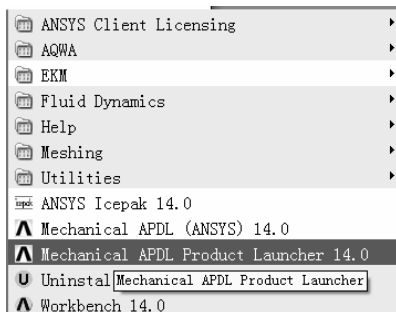 ANSYS Client Licensing
AQWA
EKM
Fluid Dynamics
Help
Meshing
Utilities
ANSYS Icepak 14.0
Mechanical APDL (ANSYS) 14.0
Mechanical APDL Product Launcher 14.0
Uninstal Mechanical APDL Product Launcher
Workbench 14.0